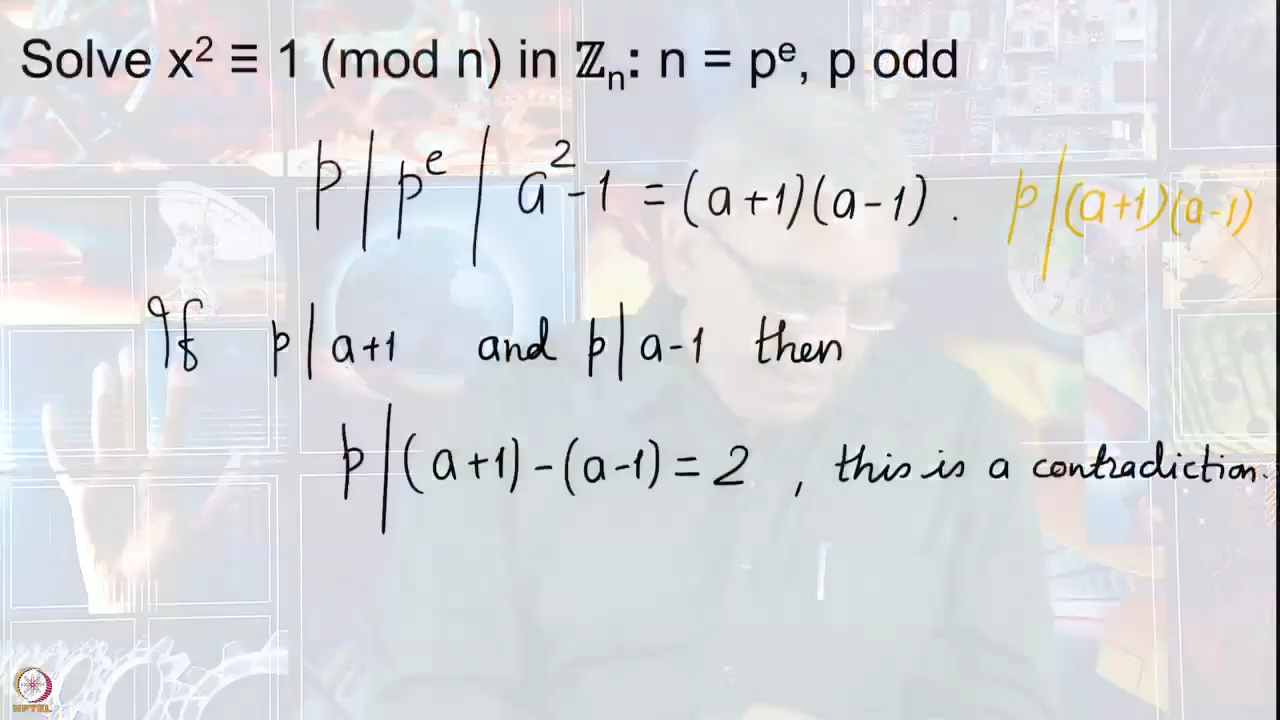 Solve x² ≡ 1 (mod n) in ℤₙ: n = pᵉ, p odd
p | pᵉ | a²-1 = (a+1)(a-1) . p | (a+1)(a-1)
If p | a+1 and p | a-1 then
p | (a+1) - (a-1) = 2 , this is a contradiction.
NPTEL